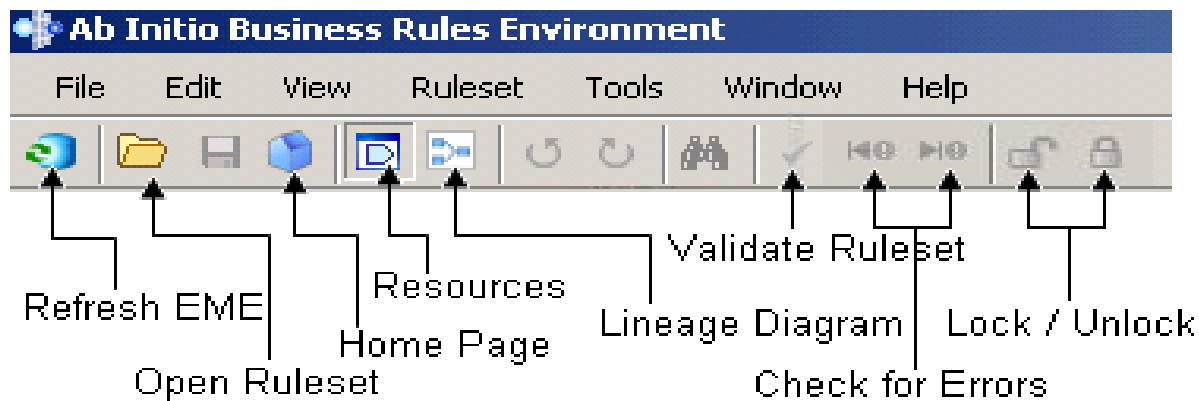 Ab Initio Business Rules Environment
File Edit View Ruleset Tools Window Help
Validate Ruleset
Resources
Refresh EME
Lineage Diagram
Lock / Unlock
Home Page
Open Ruleset
Check for Errors